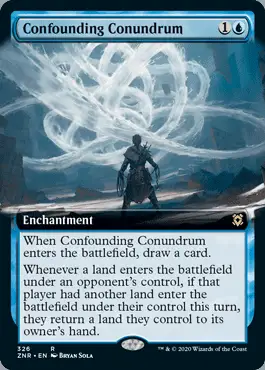 Confounding Conundrum 1
Enchantment
When Confounding Conundrum
enters the battlefield, draw a card.
Whenever a land enters the battlefield
under an opponent's control, if that
player had another land enter the
battlefield under their control this turn,
they return a land they control to its
owner's hand.
326 R
ZNR • EN BRYAN SOLA
™ & © 2020 Wizards of the Coast